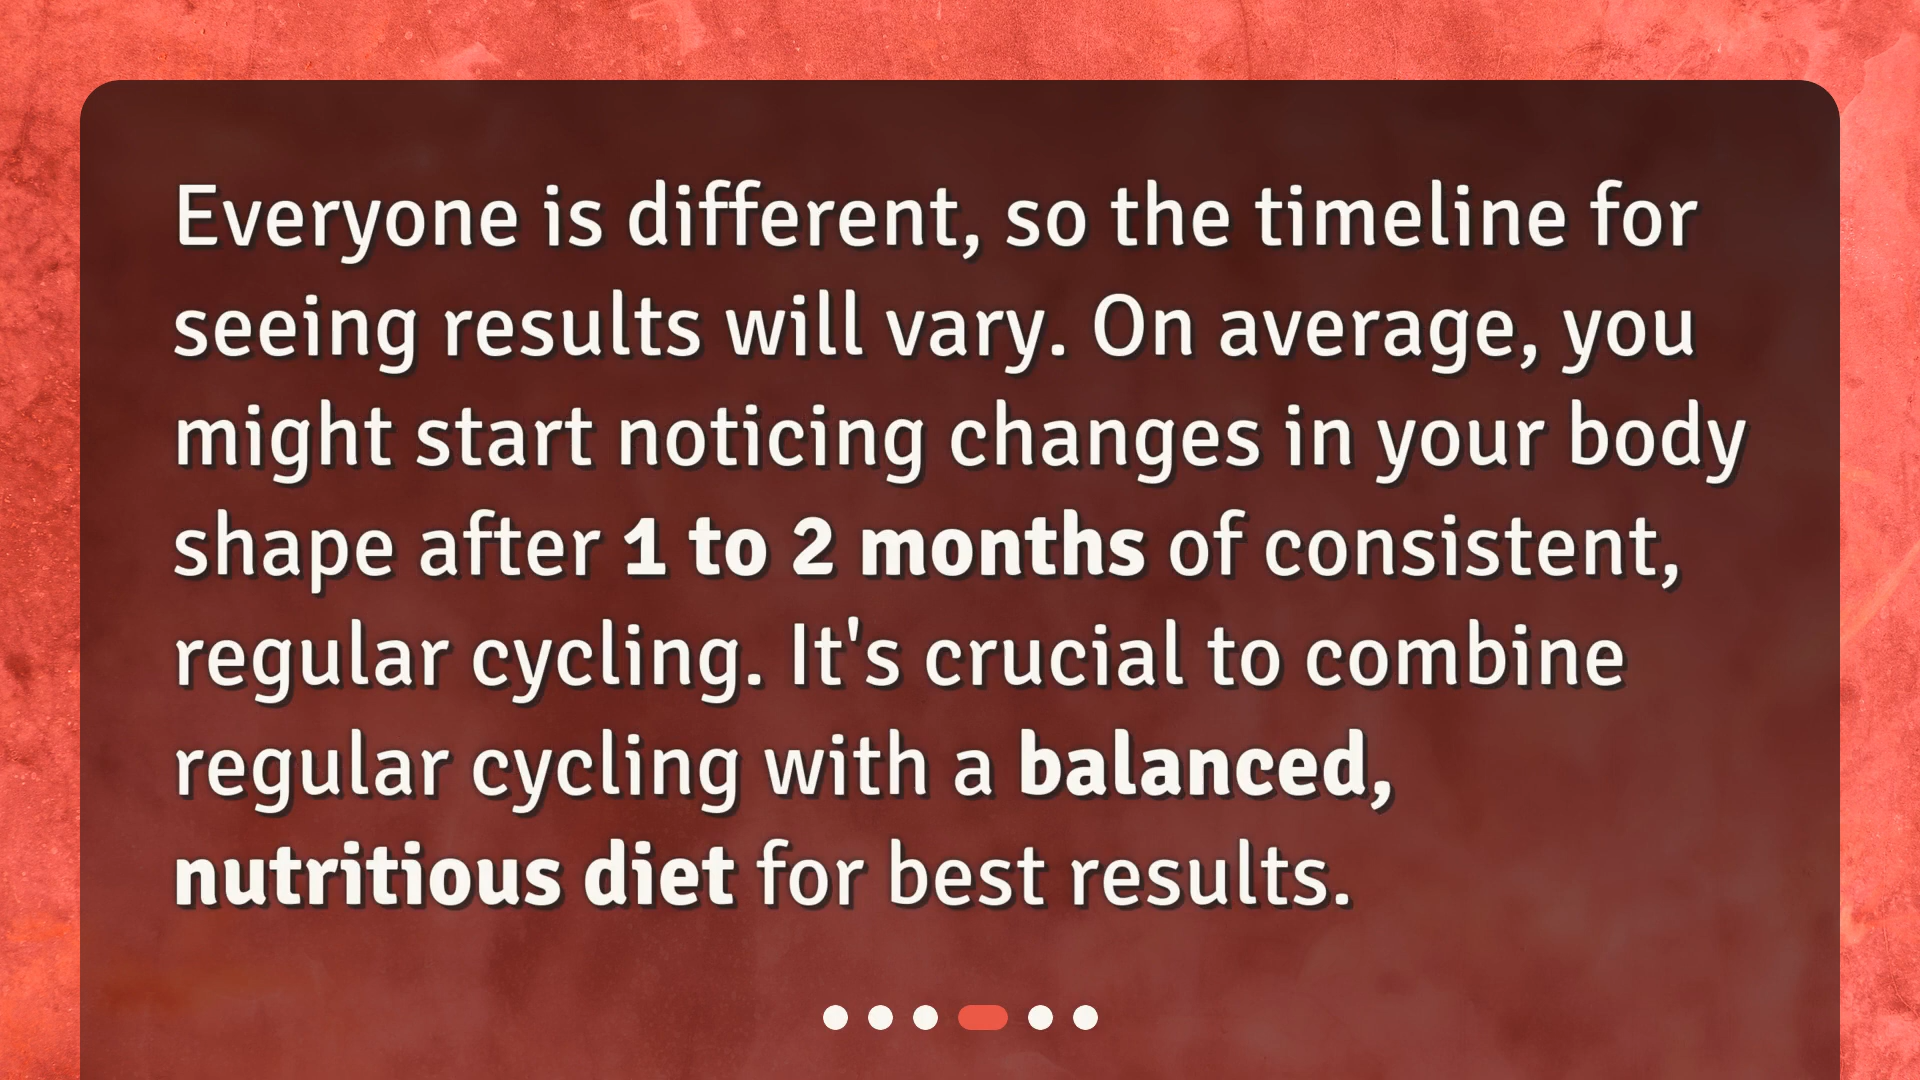 Everyone is different, so the timeline for
seeing results will vary. On average, you
might start noticing changes in your body
shape after 1 to 2 months of consistent,
regular cycling. It's crucial to combine
regular cycling with a balanced,
nutritious diet for best results.